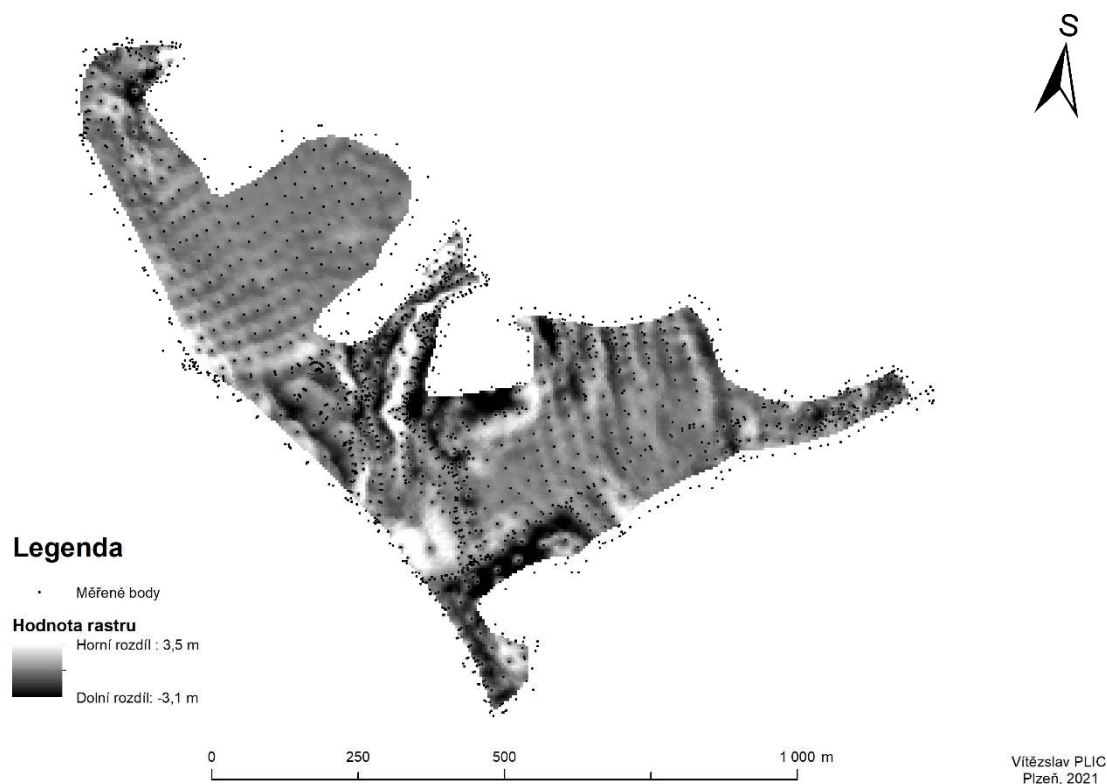 S
Legenda
Měřené body
Hodnota rastru
Horní rozdíl : 3,5 m
Dolní rozdíl: -3,1 m
0 250 500 1 000 m
Vítězslav PLIC
Plzeň, 2021